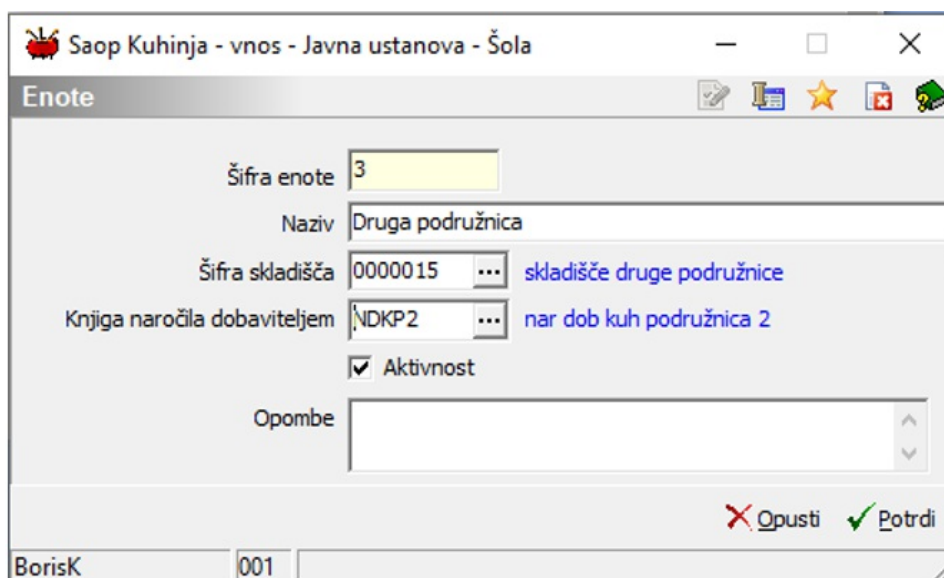 Saop Kuhinja - vnos - Javna ustanova - Šola
Enote
Šifra enote 3
Naziv Druga podružnica
Šifra skladišča 0000015 ... skladišče druge podružnice
Knjiga naročila dobaviteljem NDKP2 ... nar dob kuh podružnica 2
Aktivnost
Opombe
Opusti Potrdi
BorisK 001